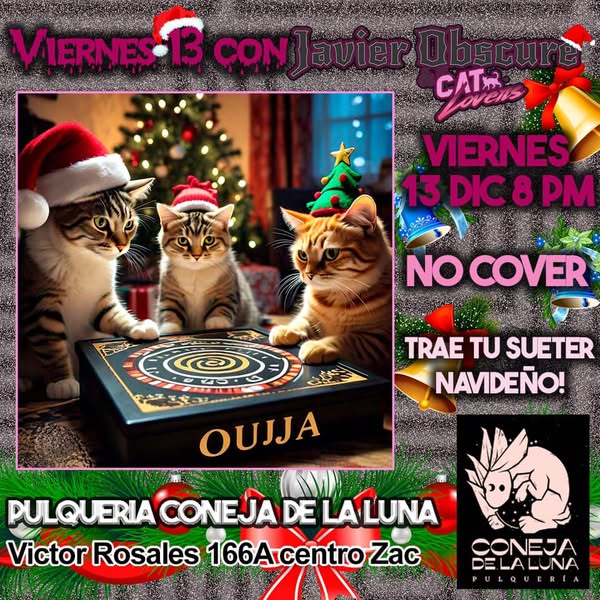 Viernes 13 con Javier Obscure
CAT
Lovers
VIERNES
13 DIC 8 PM
NO COVER
TRAE TU SUETER
NAVIDEÑO!
OUJJA
PULQUERIA CONEJA DE LA LUNA
Victor Rosales 166A centro Zac
CONEJA
DE LA LUNA
PULQUERÍA